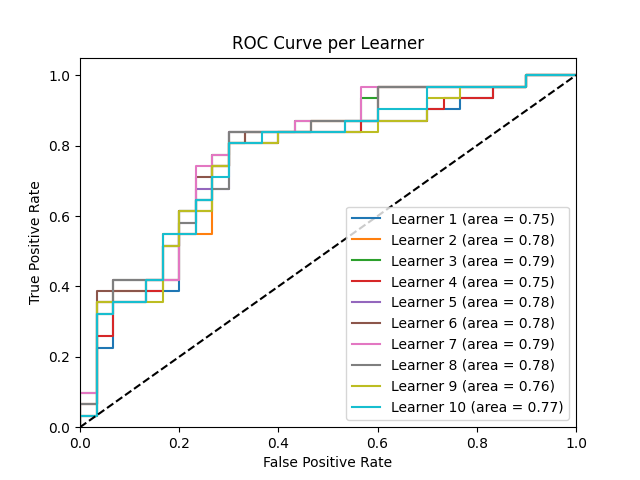 ROC Curve per Learner
True Positive Rate
1.0
0.8
0.6
0.4
0.2
0.0
Learner 1 (area = 0.75)
Learner 2 (area = 0.78)
Learner 3 (area = 0.79)
Learner 4 (area = 0.75)
Learner 5 (area = 0.78)
Learner 6 (area = 0.78)
Learner 7 (area = 0.79)
Learner 8 (area = 0.78)
Learner 9 (area = 0.76)
Learner 10 (area = 0.77)
0.0 0.2 0.4 0.6 0.8 1.0
False Positive Rate